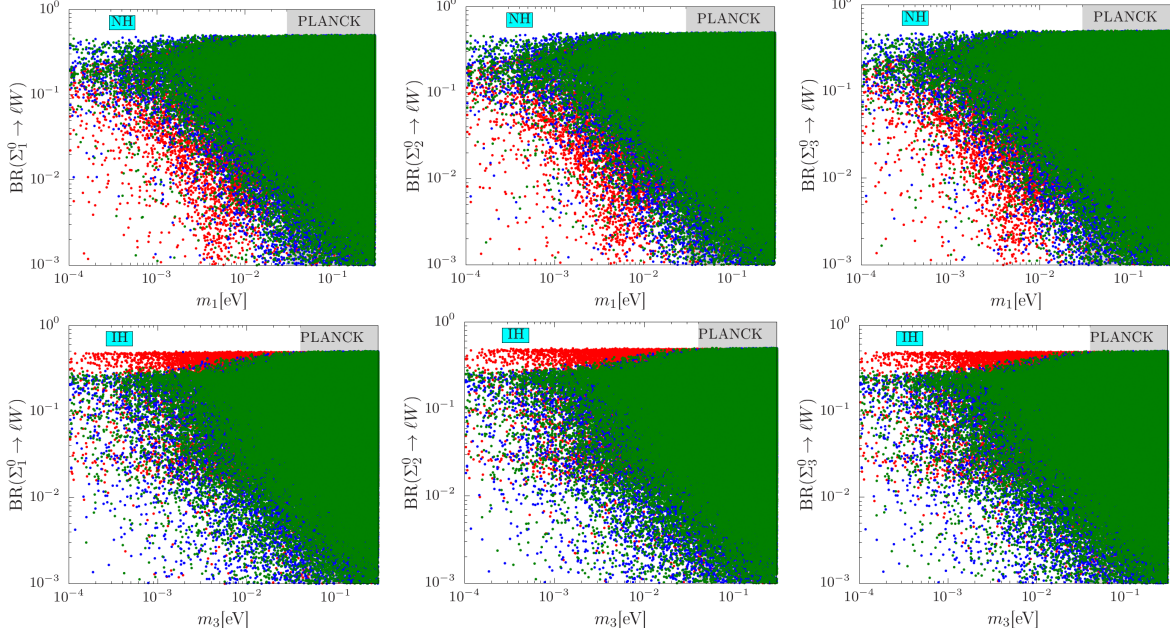 NH PLANCK
BR(Σ₁⁰ → ℓW)
10⁰
10⁻¹
10⁻²
10⁻³
10⁻⁴ 10⁻³ 10⁻² 10⁻¹
m₁[eV]
NH PLANCK
BR(Σ₂⁰ → ℓW)
10⁰
10⁻¹
10⁻²
10⁻³
10⁻⁴ 10⁻³ 10⁻² 10⁻¹
m₁[eV]
NH PLANCK
BR(Σ₃⁰ → ℓW)
10⁰
10⁻¹
10⁻²
10⁻³
10⁻⁴ 10⁻³ 10⁻² 10⁻¹
m₁[eV]
IH PLANCK
BR(Σ₁⁰ → ℓW)
10⁰
10⁻¹
10⁻²
10⁻³
10⁻⁴ 10⁻³ 10⁻² 10⁻¹
m₃[eV]
IH PLANCK
BR(Σ₂⁰ → ℓW)
10⁰
10⁻¹
10⁻²
10⁻³
10⁻⁴ 10⁻³ 10⁻² 10⁻¹
m₃[eV]
IH PLANCK
BR(Σ₃⁰ → ℓW)
10⁰
10⁻¹
10⁻²
10⁻³
10⁻⁴ 10⁻³ 10⁻² 10⁻¹
m₃[eV]